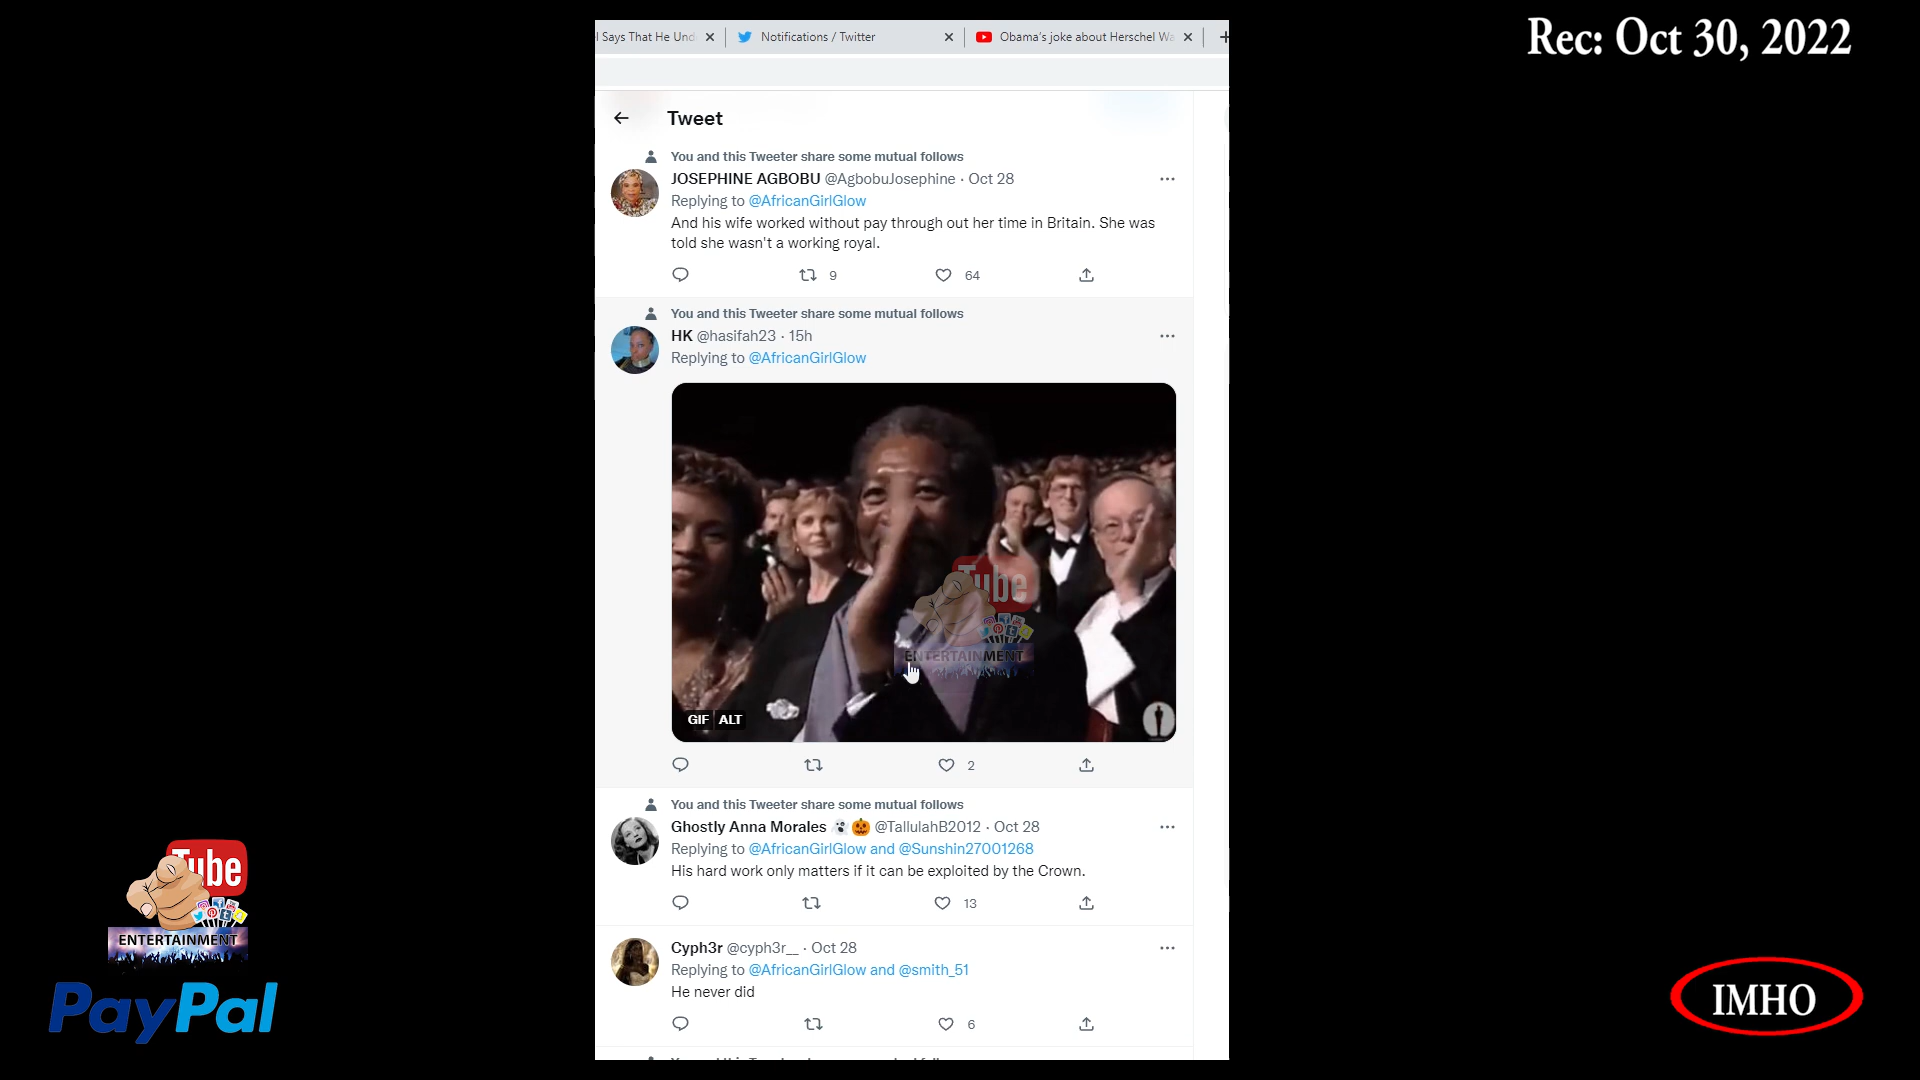 Rec: Oct 30, 2022
l Says That He Und
Notifications / Twitter
Obama's joke about Herschel Wa
Tweet
You and this Tweeter share some mutual follows
JOSEPHINE AGBOBU @AgbobuJosephine · Oct 28
Replying to @AfricanGirlGlow
And his wife worked without pay through out her time in Britain. She was
told she wasn't a working royal.
9
64
You and this Tweeter share some mutual follows
HK @hasifah23 · 15h
Replying to @AfricanGirlGlow
Tube
ENTERTAINMENT
GIF ALT
2
You and this Tweeter share some mutual follows
Ghostly Anna Morales 👻🎃 @TallulahB2012 · Oct 28
Replying to @AfricanGirlGlow and @Sunshin27001268
His hard work only matters if it can be exploited by the Crown.
13
Cyph3r @cyph3r__ · Oct 28
Replying to @AfricanGirlGlow and @smith_51
He never did
6
Tube
ENTERTAINMENT
PayPal
IMHO